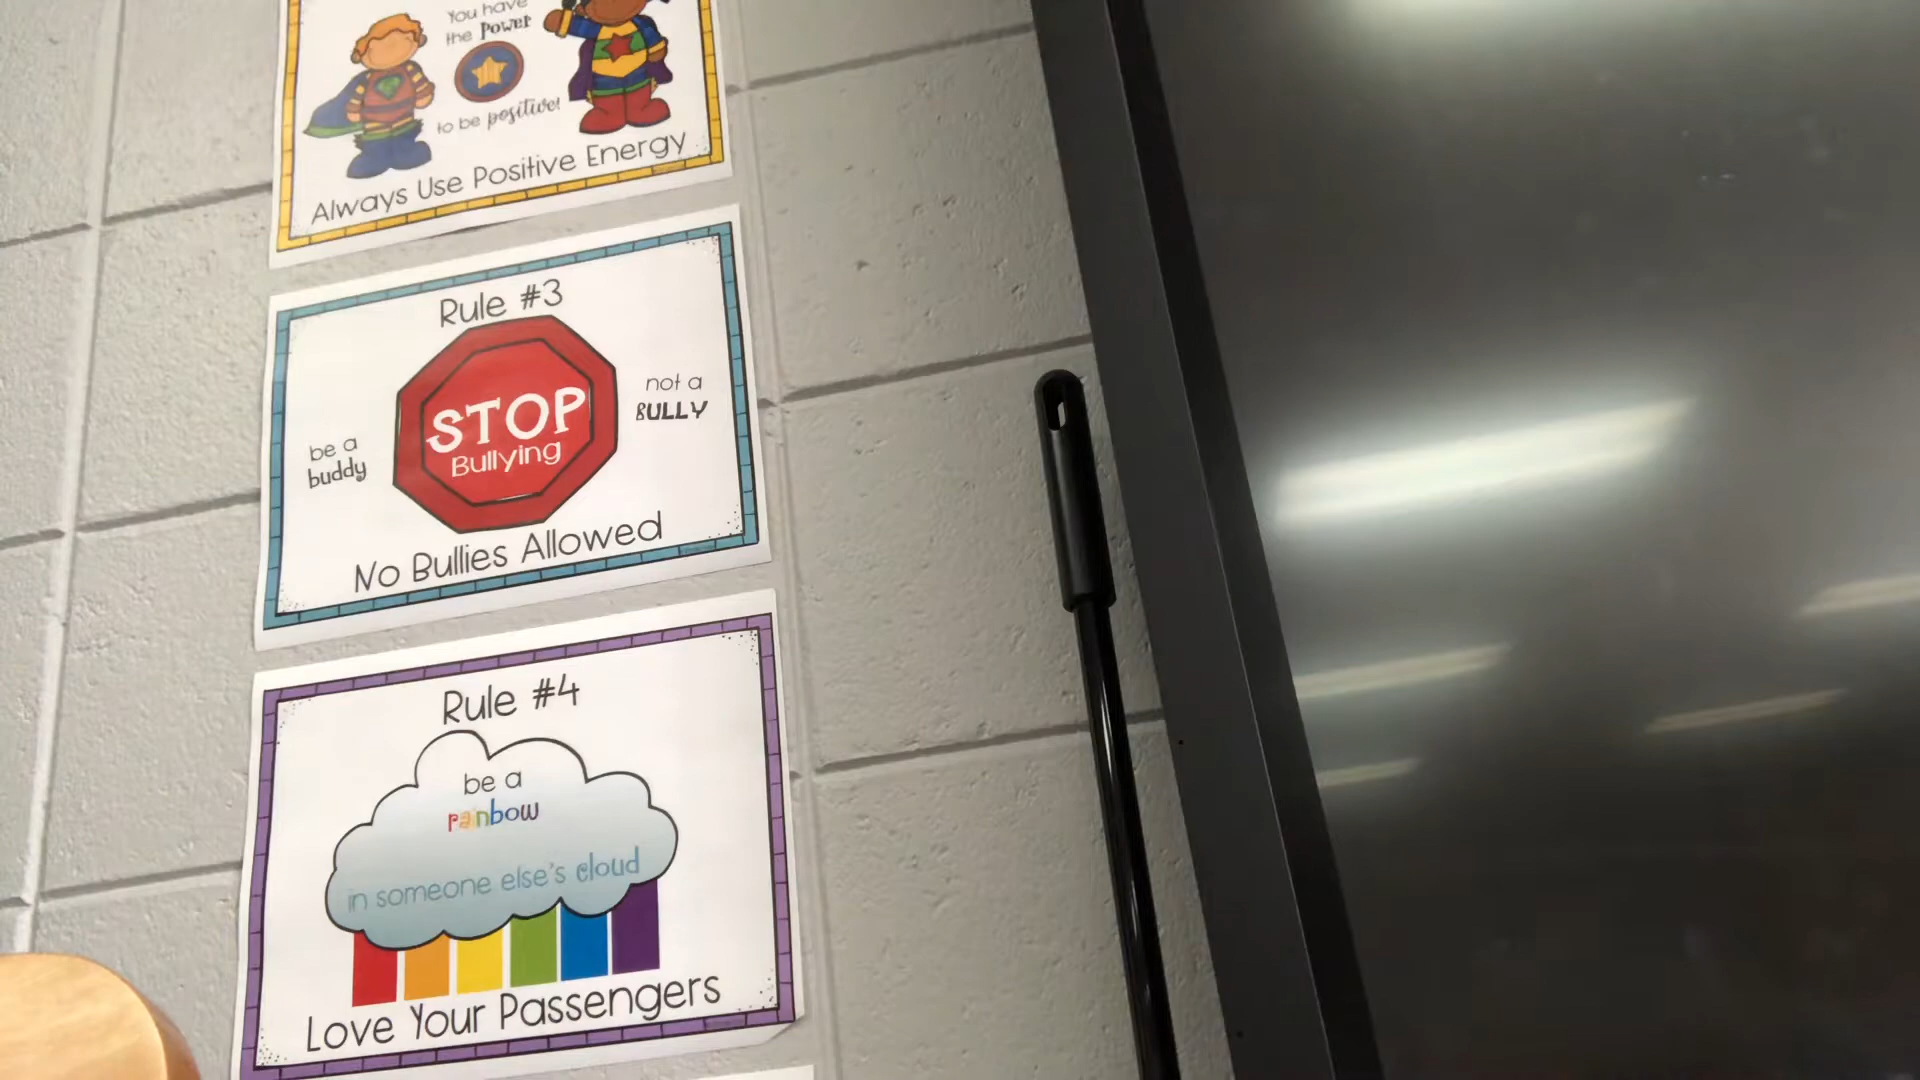 You have
the Power
to be positive!
Always Use Positive Energy
Rule #3
STOP
Bullying
be a
buddy
not a
BULLY
No Bullies Allowed
Rule #4
be a
rainbow
in someone else's cloud
Love Your Passengers